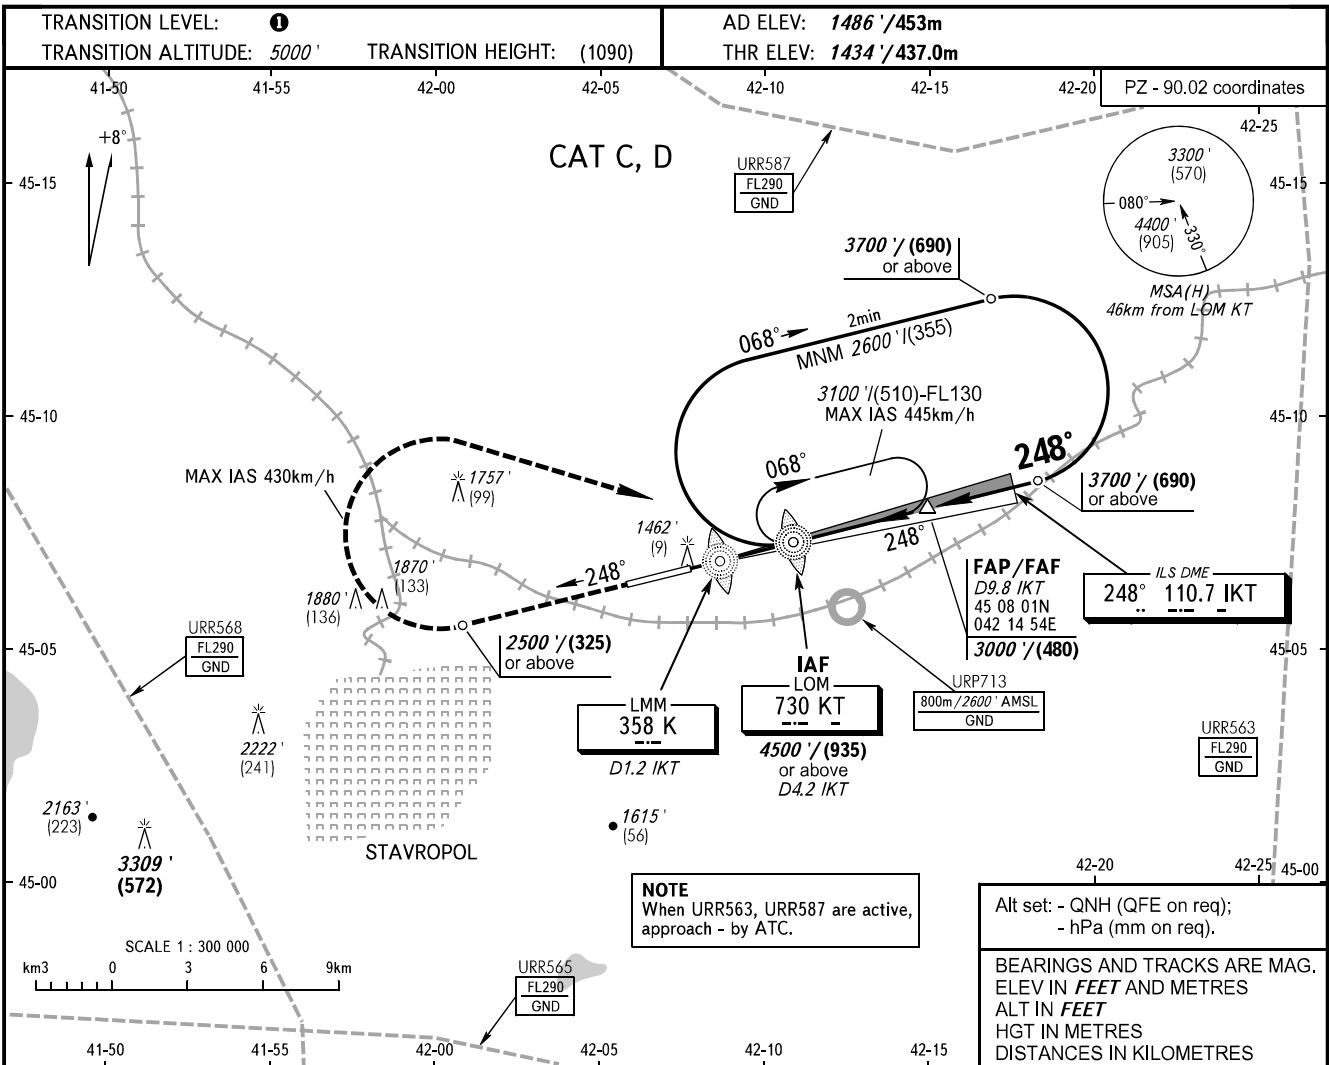 TRANSITION LEVEL: 1
TRANSITION ALTITUDE: 5000 ' TRANSITION HEIGHT: (1090)
AD ELEV: 1486 '/453m
THR ELEV: 1434 '/437.0m
41-50 41-55 42-00 42-05 42-10 42-15 42-20
PZ - 90.02 coordinates
42-25
+8°
CAT C, D
URR587
FL290
GND
3300 '
(570)
080°
4400 '
(905)
330°
MSA(H)
46km from LOM KT
45-15
45-15
3700 '/ (690)
or above
068°
2min
MNM 2600 '/(355)
3100 '/(510)-FL130
MAX IAS 445km/h
45-10
45-10
248°
068°
3700 '/ (690)
or above
MAX IAS 430km/h
1757 '
(99)
1462 '
(9)
248°
248°
1870 '
(133)
1880 '
(136)
FAP/FAF
D9.8 IKT
45 08 01N
042 14 54E
3000 '/(480)
ILS DME
248° 110.7 IKT
URR568
FL290
GND
2500 '/(325)
or above
45-05
45-05
IAF
LOM
730 KT
4500 '/ (935)
or above
D4.2 IKT
LMM
358 K
D1.2 IKT
URP713
800m/2600 ' AMSL
GND
URR563
FL290
GND
2222 '
(241)
2163 '
(223)
3309 '
(572)
1615 '
(56)
STAVROPOL
45-00
42-20
42-25 45-00
NOTE
When URR563, URR587 are active,
approach - by ATC.
Alt set: - QNH (QFE on req);
- hPa (mm on req).
SCALE 1 : 300 000
km3 0 3 6 9km
URR565
FL290
GND
BEARINGS AND TRACKS ARE MAG.
ELEV IN FEET AND METRES
ALT IN FEET
HGT IN METRES
DISTANCES IN KILOMETRES
41-50 41-55 42-00 42-05 42-10 42-15